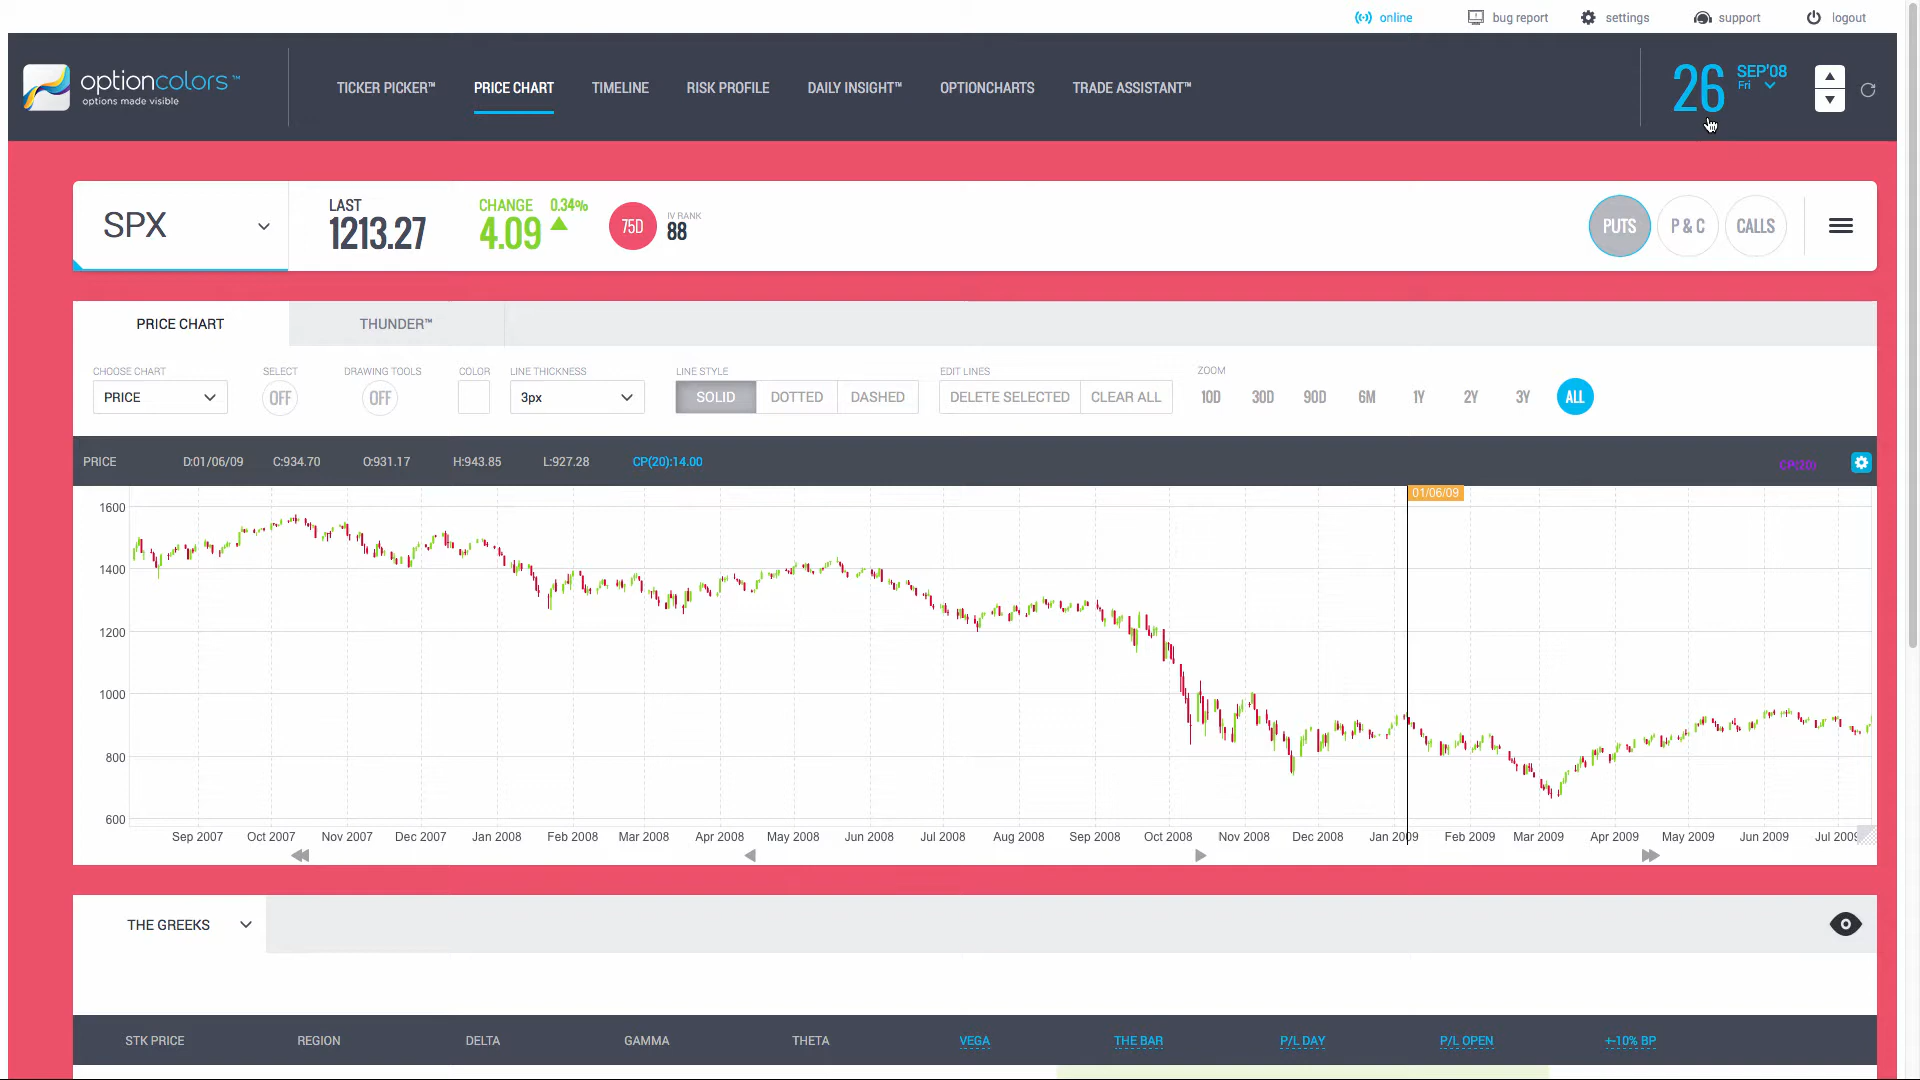 online bug report settings support logout
optioncolors™
options made visible
TICKER PICKER™ PRICE CHART TIMELINE RISK PROFILE DAILY INSIGHT™ OPTIONCHARTS TRADE ASSISTANT™
26 SEP'08
Fri
SPX
LAST
1213.27
CHANGE 0.34%
4.09
75D
IV RANK
88
PUTS P & C CALLS
PRICE CHART THUNDER™
CHOOSE CHART SELECT DRAWING TOOLS COLOR LINE THICKNESS LINE STYLE EDIT LINES ZOOM
PRICE OFF OFF 3px SOLID DOTTED DASHED DELETE SELECTED CLEAR ALL 10D 30D 90D 6M 1Y 2Y 3Y ALL
PRICE D:01/06/09 C:934.70 O:931.17 H:943.85 L:927.28 CP(20):14.00 CP(20)
01/06/09
1600
1400
1200
1000
800
600
Sep 2007 Oct 2007 Nov 2007 Dec 2007 Jan 2008 Feb 2008 Mar 2008 Apr 2008 May 2008 Jun 2008 Jul 2008 Aug 2008 Sep 2008 Oct 2008 Nov 2008 Dec 2008 Jan 2009 Feb 2009 Mar 2009 Apr 2009 May 2009 Jun 2009 Jul 2009
THE GREEKS
STK PRICE REGION DELTA GAMMA THETA VEGA THE BAR P/L DAY P/L OPEN +-10% BP